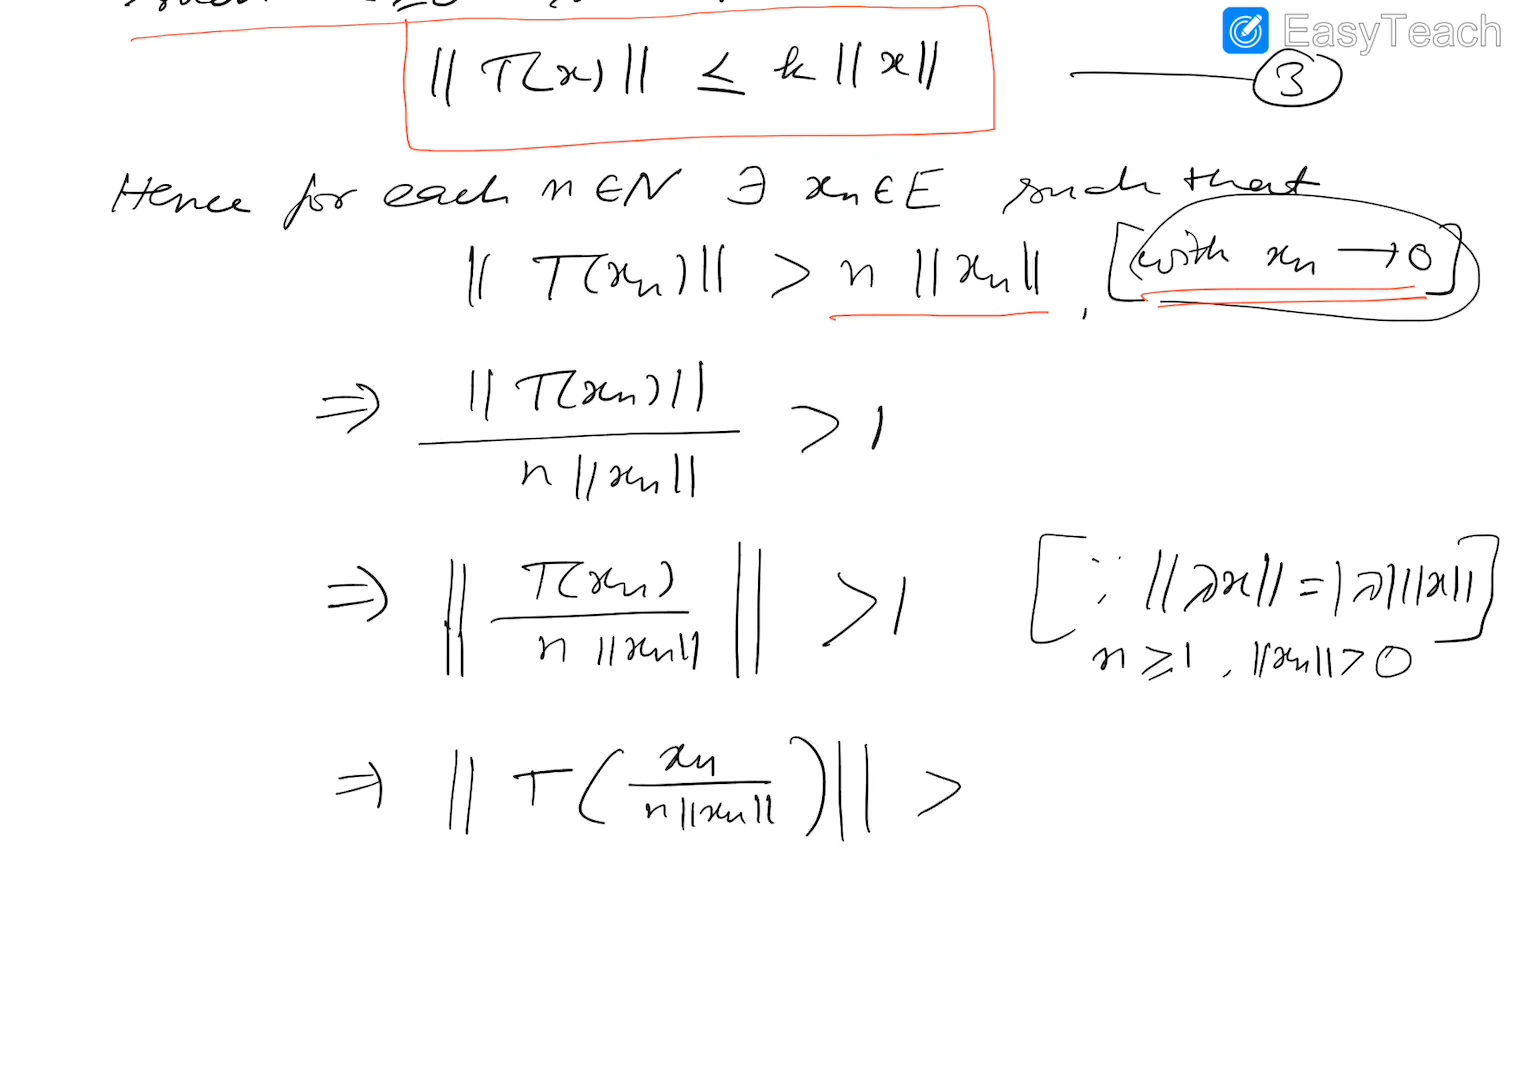 EasyTeach
|| T(x) || ≤ k ||x|| ——— 3
Hence for each n ∈ N ∃ xₙ ∈ E such that
|| T(xₙ) || > n ||xₙ|| , [with xₙ → 0]
⇒ || T(xₙ) || / n ||xₙ|| > 1
⇒ || T(xₙ) / n ||xₙ|| || > 1 [∵ ||λx|| = |λ| ||x||]
n ≥ 1 , ||xₙ|| > 0
⇒ || T( xₙ / n ||xₙ|| ) || >